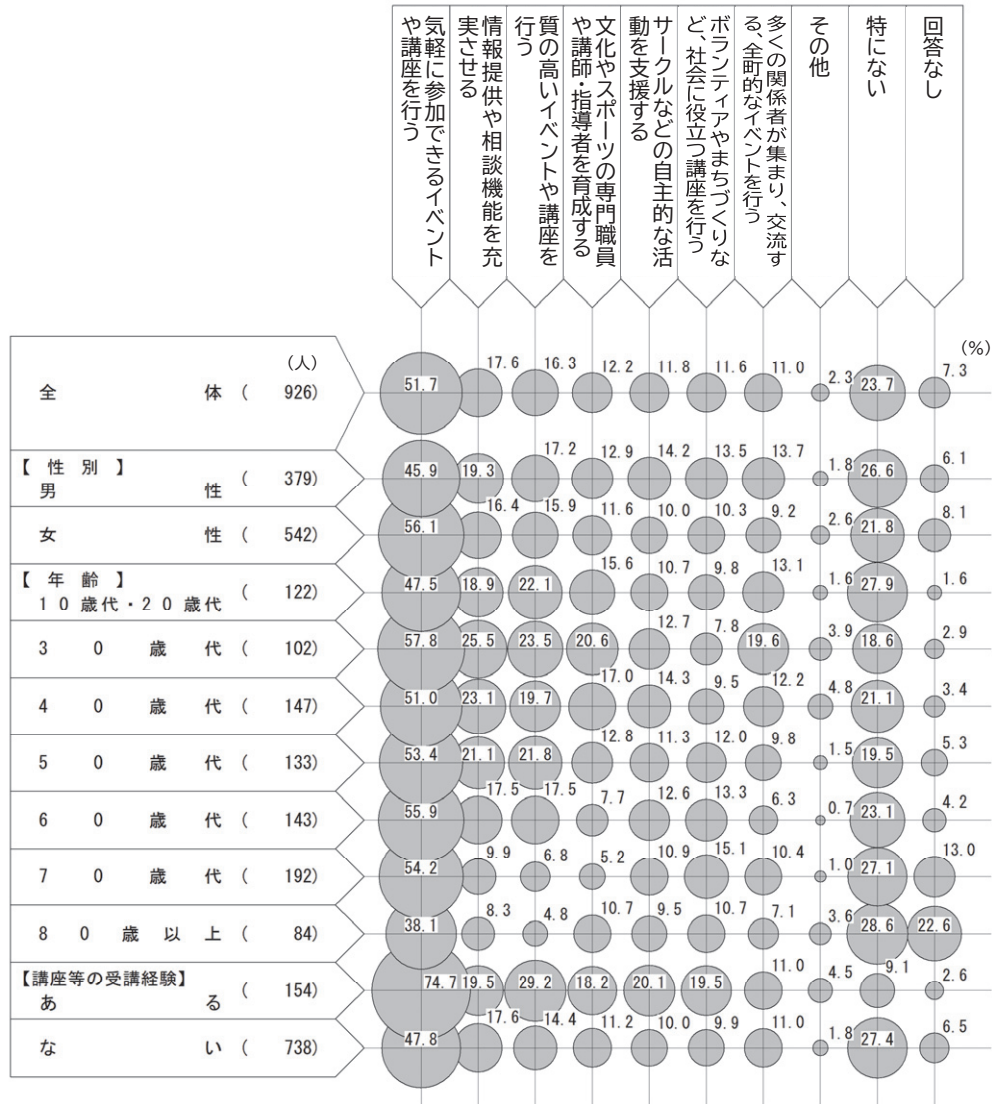 気軽に参加できるイベント
や講座を行う
情報提供や相談機能を充
実させる
質の高いイベントや講座を
行う
文化やスポーツの専門職員
や講師・指導者を育成する
サークルなどの自主的な活
動を支援する
ボランティアやまちづくりな
ど、社会に役立つ講座を行う
多くの関係者が集まり、交流す
る、全町的なイベントを行う
その他
特にない
回答なし
(人)
(%)
全体 ( 926) 51.7 17.6 16.3 12.2 11.8 11.6 11.0 2.3 23.7 7.3
【性別】
男性 ( 379) 45.9 19.3 17.2 12.9 14.2 13.5 13.7 1.8 26.6 6.1
女性 ( 542) 56.1 16.4 15.9 11.6 10.0 10.3 9.2 2.6 21.8 8.1
【年齢】
10歳代・20歳代 ( 122) 47.5 18.9 22.1 15.6 10.7 9.8 13.1 1.6 27.9 1.6
30歳代 ( 102) 57.8 25.5 23.5 20.6 12.7 7.8 19.6 3.9 18.6 2.9
40歳代 ( 147) 51.0 23.1 19.7 17.0 14.3 9.5 12.2 4.8 21.1 3.4
50歳代 ( 133) 53.4 21.1 21.8 12.8 11.3 12.0 9.8 1.5 19.5 5.3
60歳代 ( 143) 55.9 17.5 17.5 7.7 12.6 13.3 6.3 0.7 23.1 4.2
70歳代 ( 192) 54.2 9.9 6.8 5.2 10.9 15.1 10.4 1.0 27.1 13.0
80歳以上 ( 84) 38.1 8.3 4.8 10.7 9.5 10.7 7.1 3.6 28.6 22.6
【講座等の受講経験】
ある ( 154) 74.7 19.5 29.2 18.2 20.1 19.5 11.0 4.5 9.1 2.6
ない ( 738) 47.8 17.6 14.4 11.2 10.0 9.9 11.0 1.8 27.4 6.5